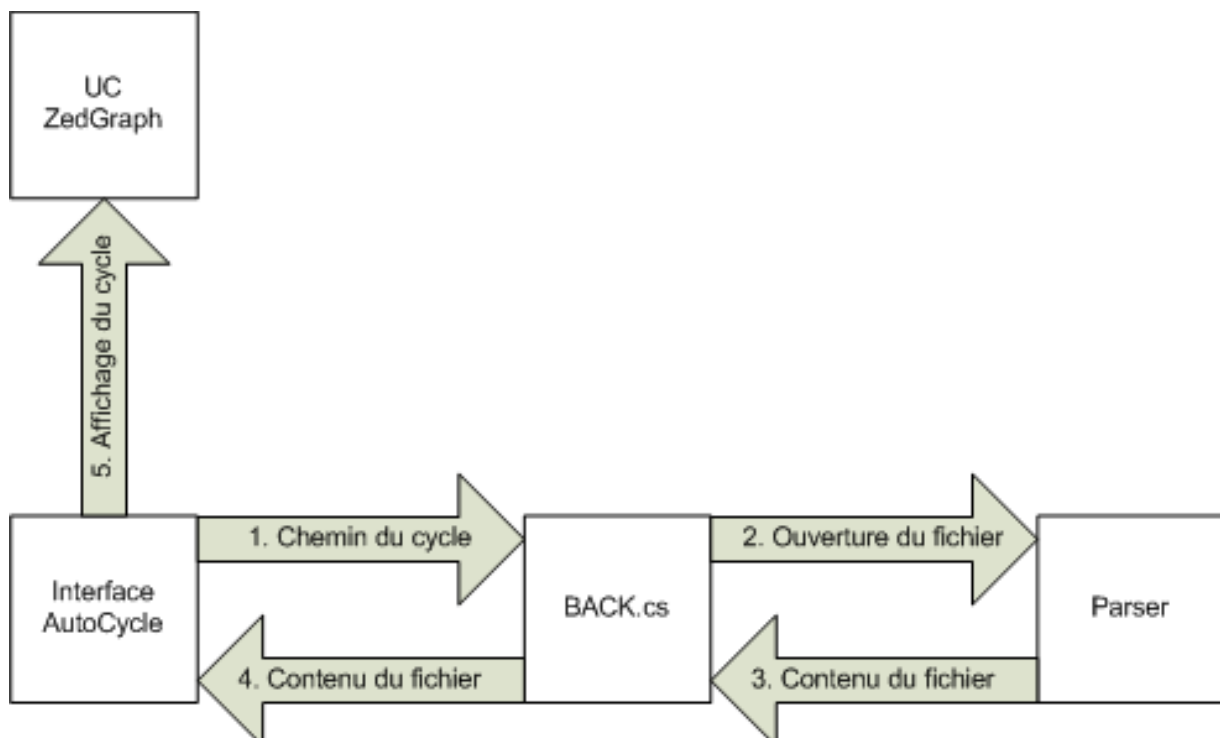 UC
ZedGraph
5. Affichage du cycle
1. Chemin du cycle
2. Ouverture du fichier
Interface
AutoCycle
BACK.cs
Parser
4. Contenu du fichier
3. Contenu du fichier